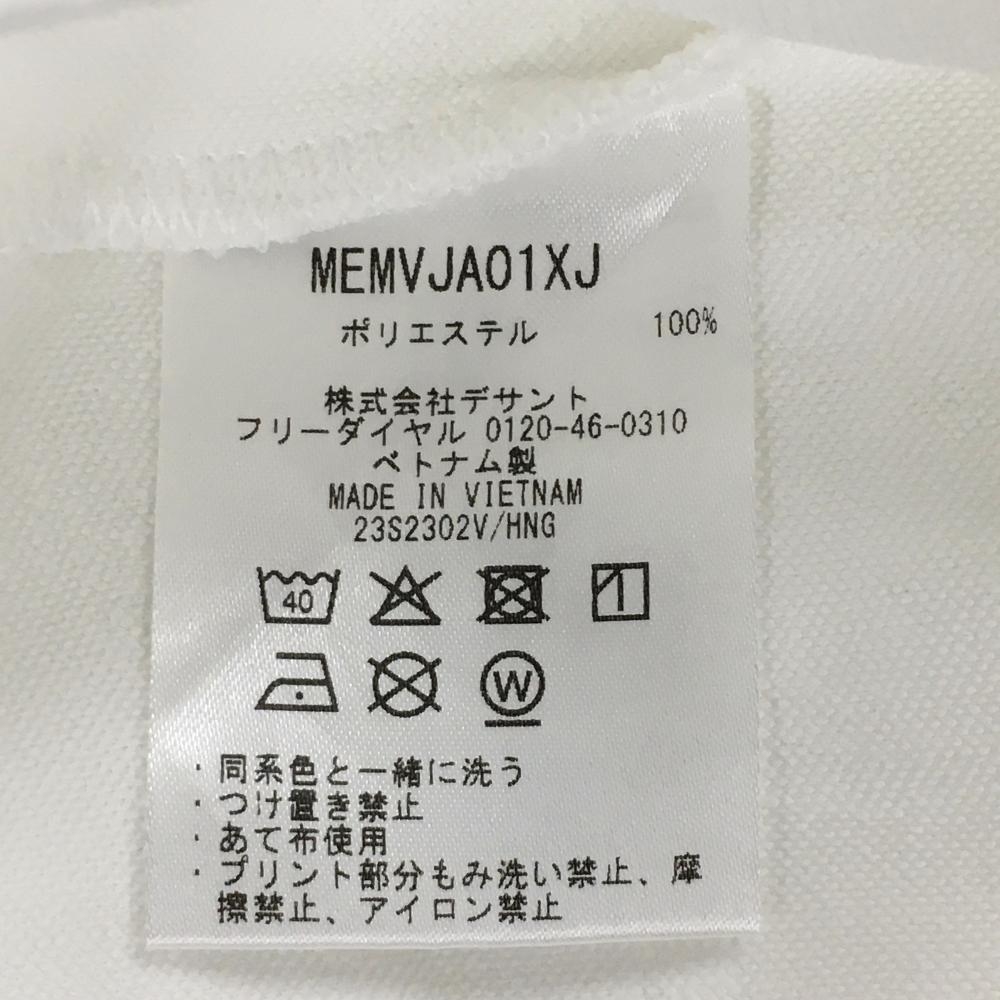 MEMVJA01XJ
ポリエステル 100%
株式会社デサント
フリーダイヤル 0120-46-0310
ベトナム製
MADE IN VIETNAM
23S2302V/HNG
40
W
・同系色と一緒に洗う
・つけ置き禁止
・あて布使用
・プリント部分もみ洗い禁止、摩
擦禁止、アイロン禁止